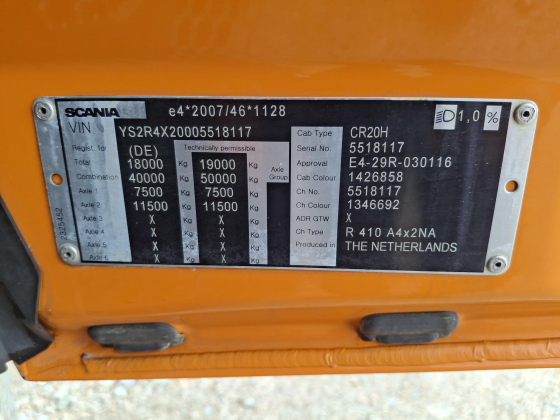 SCANIA e4*2007/46*1128 1,0 %
VIN YS2R4X20005518117
Regist. for (DE) Technically permissible
Total 18000 Kg 19000 Kg
Combination 40000 Kg 50000 Kg Axle Group
Axle 1 7500 Kg 7500 Kg
Axle 2 11500 Kg 11500 Kg
Axle 3 X Kg X Kg
Axle 4 X Kg X Kg
Axle 5 X Kg X Kg
Axle 6 X Kg X Kg
Cab Type CR20H
Serial No. 5518117
Approval E4-29R-030116
Cab Colour 1426858
Ch No. 5518117
Ch Colour 1346692
ADR GTW X
Ch Type R 410 A4x2NA
Produced in THE NETHERLANDS
2325452